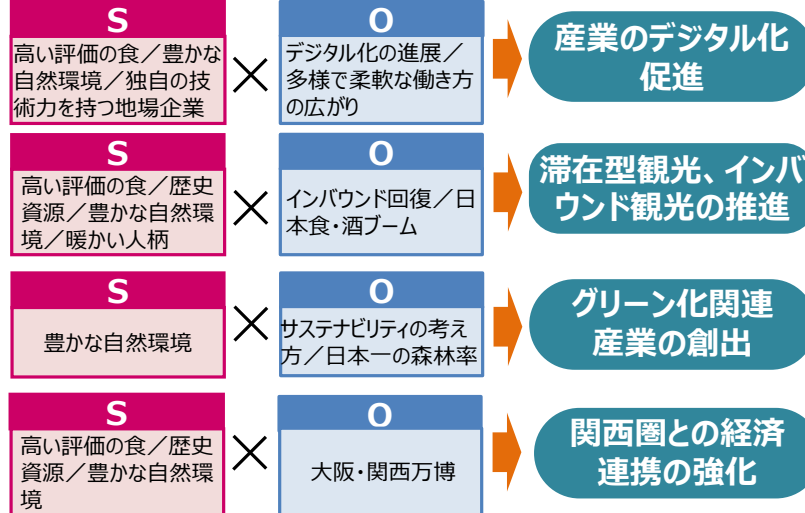 S
高い評価の食／豊かな
自然環境／独自の技
術力を持つ地場企業
×
O
デジタル化の進展／
多様で柔軟な働き方
の広がり
産業のデジタル化
促進
S
高い評価の食／歴史
資源／豊かな自然環
境／暖かい人柄
×
O
インバウンド回復／日
本食・酒ブーム
滞在型観光、インバ
ウンド観光の推進
S
豊かな自然環境
×
O
サステナビリティの考え
方／日本一の森林率
グリーン化関連
産業の創出
S
高い評価の食／歴史
資源／豊かな自然環
境
×
O
大阪・関西万博
関西圏との経済
連携の強化